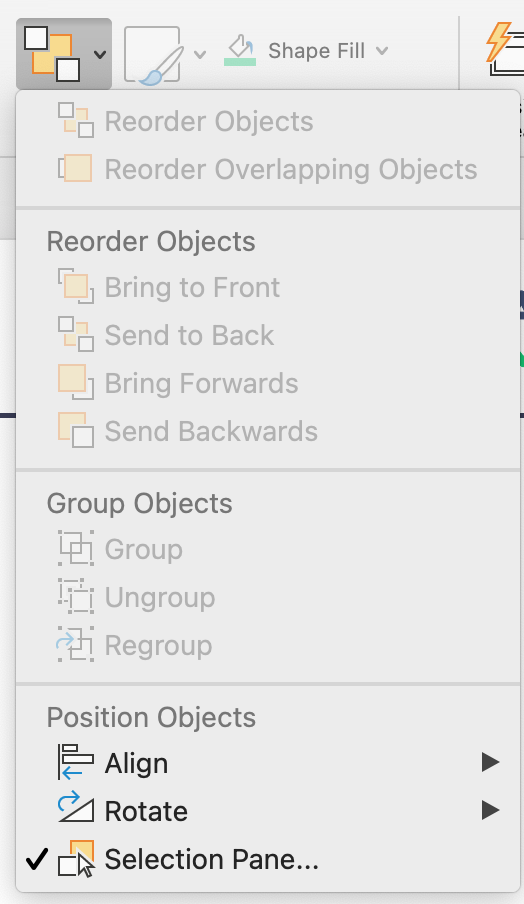 Shape Fill
Reorder Objects
Reorder Overlapping Objects
Reorder Objects
Bring to Front
Send to Back
Bring Forwards
Send Backwards
Group Objects
Group
Ungroup
Regroup
Position Objects
Align
Rotate
Selection Pane...